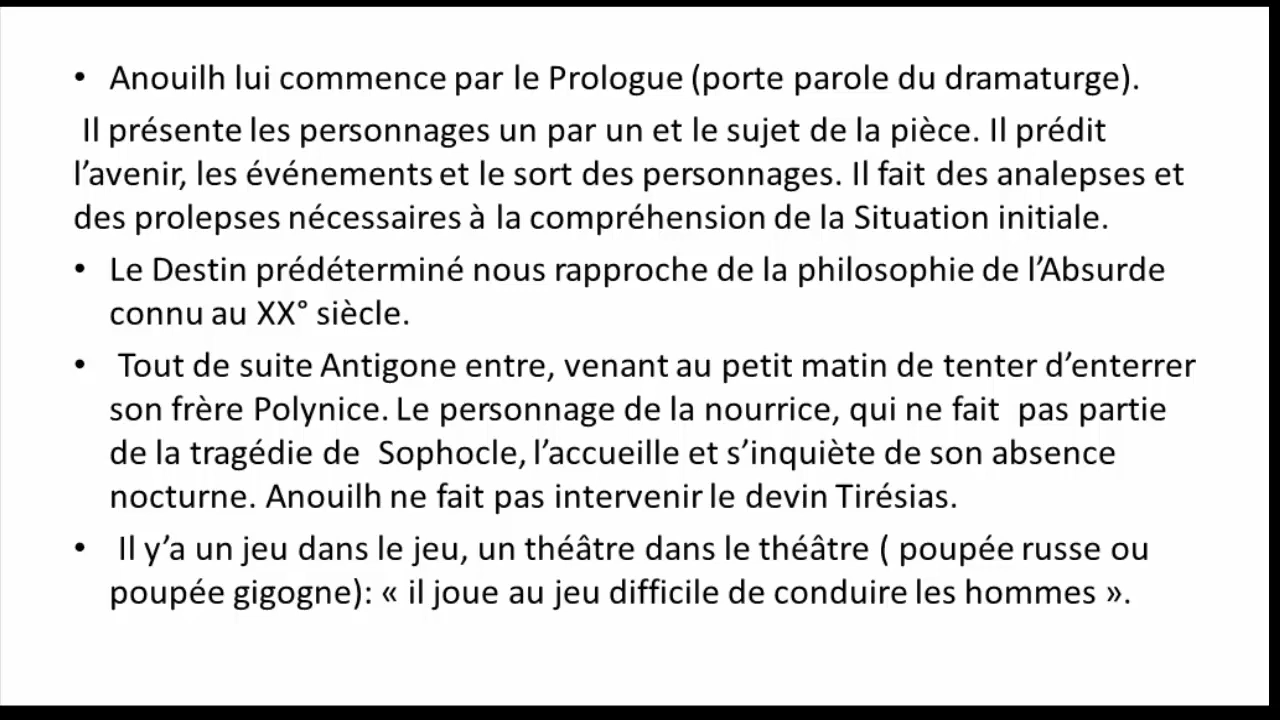 • Anouilh lui commence par le Prologue (porte parole du dramaturge).
Il présente les personnages un par un et le sujet de la pièce. Il prédit
l’avenir, les événements et le sort des personnages. Il fait des analepses et
des prolepses nécessaires à la compréhension de la Situation initiale.
• Le Destin prédéterminé nous rapproche de la philosophie de l’Absurde
connu au XX° siècle.
• Tout de suite Antigone entre, venant au petit matin de tenter d’enterrer
son frère Polynice. Le personnage de la nourrice, qui ne fait pas partie
de la tragédie de Sophocle, l’accueille et s’inquiète de son absence
nocturne. Anouilh ne fait pas intervenir le devin Tirésias.
• Il y’a un jeu dans le jeu, un théâtre dans le théâtre ( poupée russe ou
poupée gigogne): « il joue au jeu difficile de conduire les hommes ».